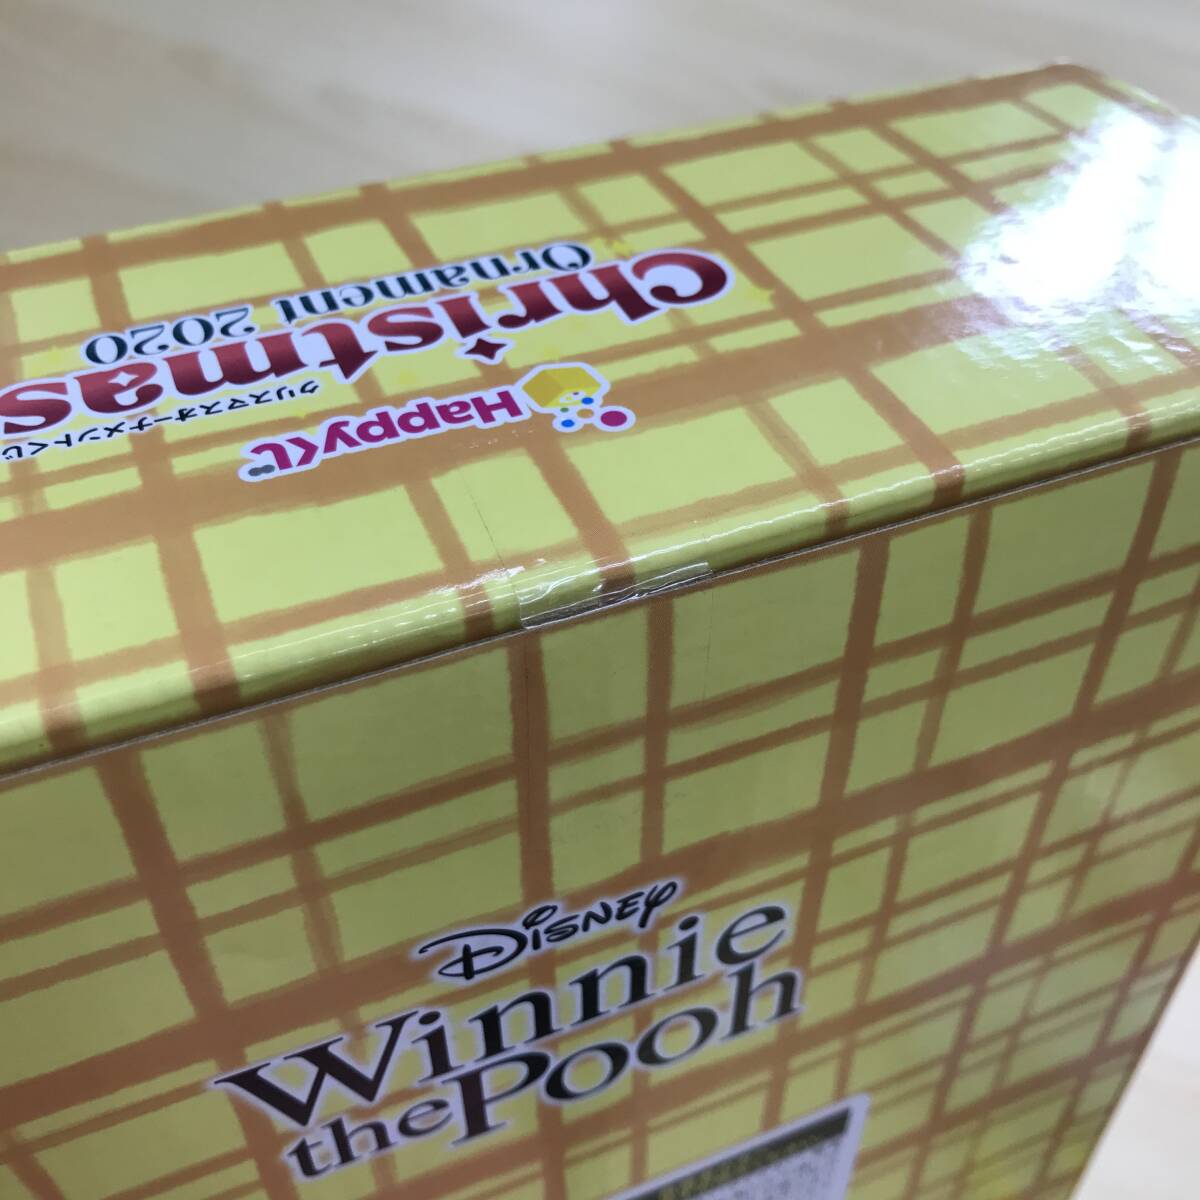 Happyくじ
クリスマスオーナメントくじ
Christmas
Ornament 2020
Disney
Winnie
the Pooh